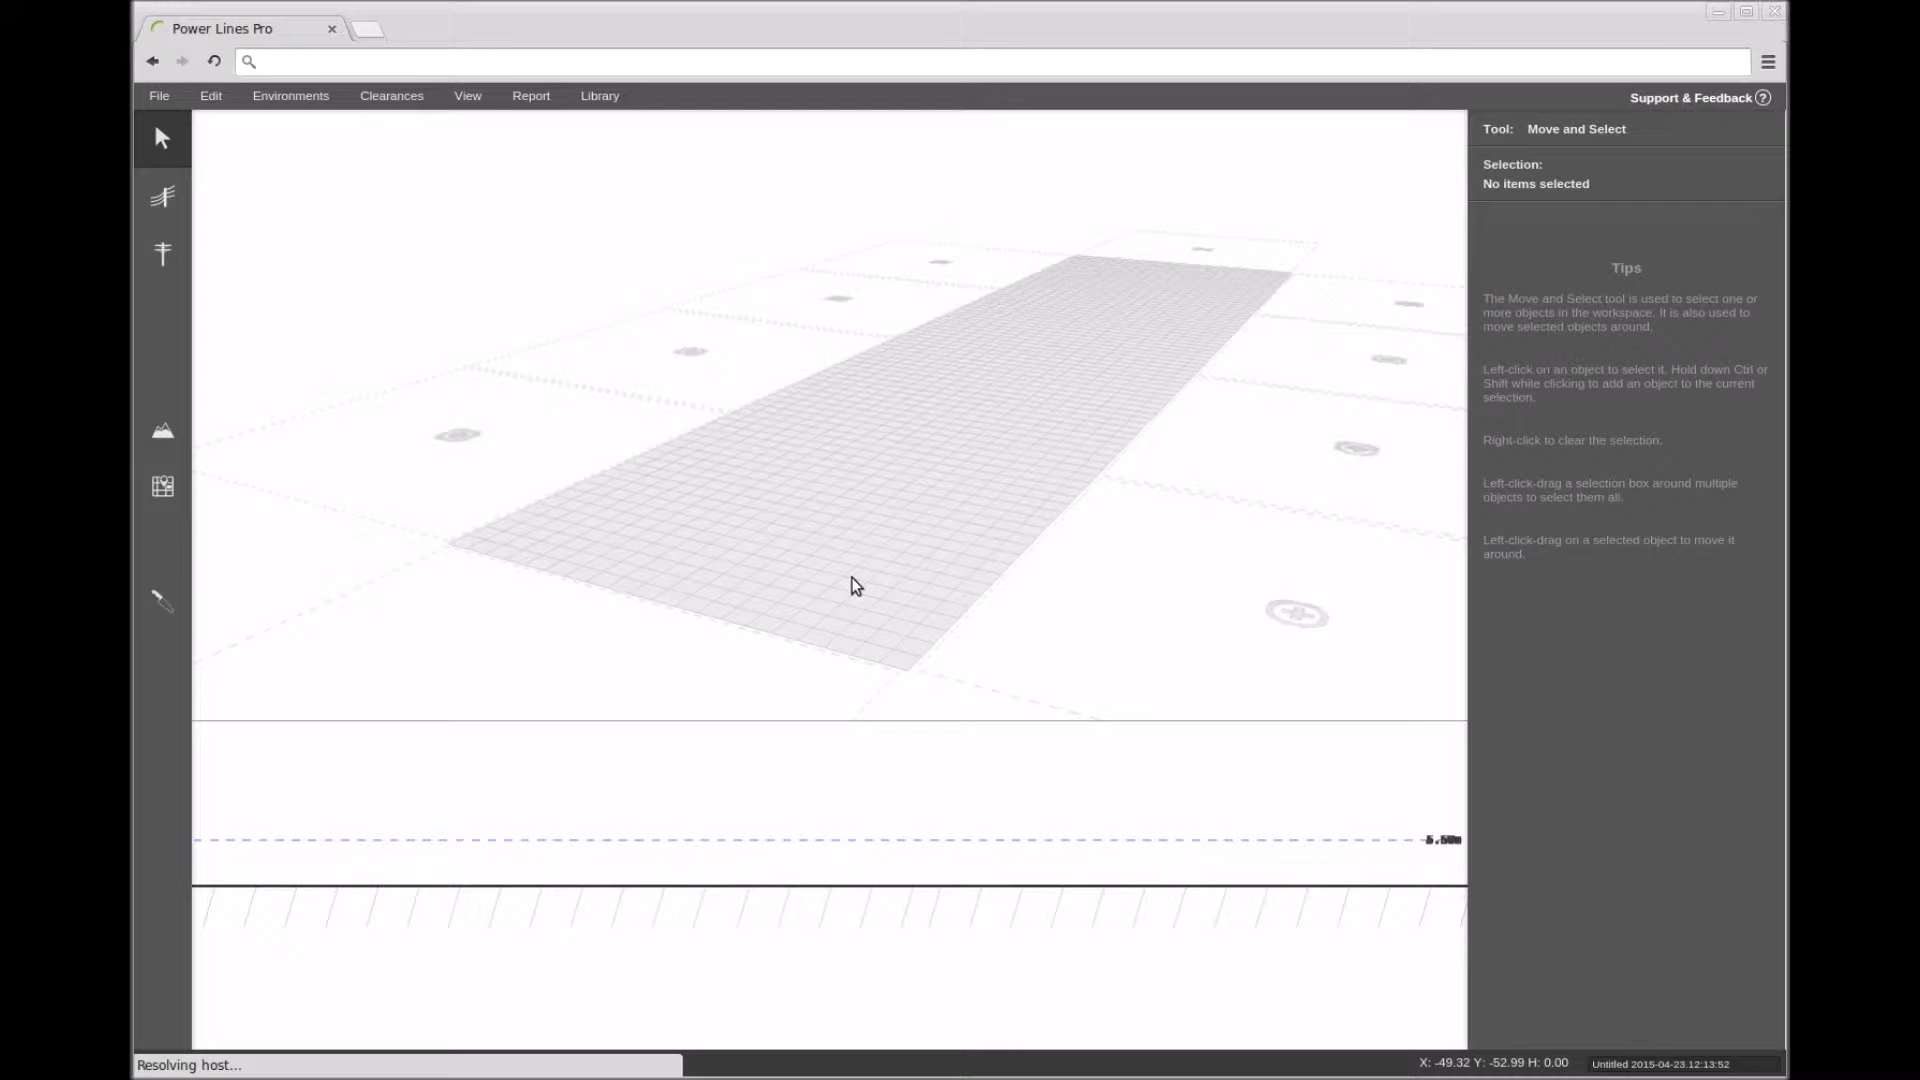 Power Lines Pro
File Edit Environments Clearances View Report Library
Support & Feedback ?
Tool: Move and Select
Selection:
No items selected
Tips
The Move and Select tool is used to select one or
more objects in the workspace. It is also used to
move selected objects around.
Left-click on an object to select it. Hold down Ctrl or
Shift while clicking to add an object to the current
selection.
Right-click to clear the selection.
Left-click-drag a selection box around multiple
objects to select them all.
Left-click-drag on a selected object to move it
around.
Resolving host...
X: -49.32 Y: -52.99 H: 0.00
Untitled 2015-04-23.12:13:52